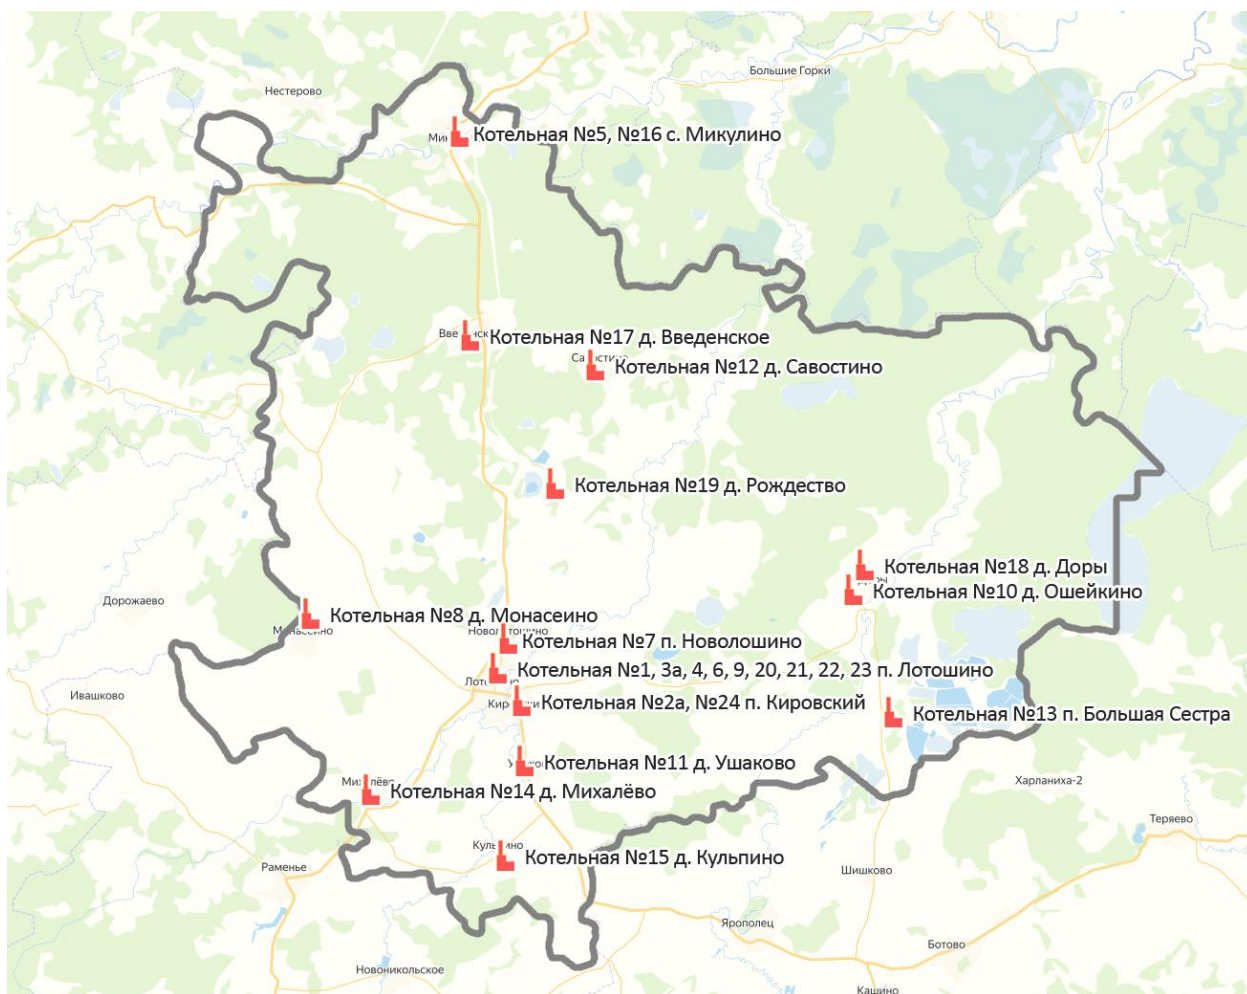 Большие Горки
Нестерово
Котельная №5, №16 с. Микулино
Котельная №17 д. Введенское
Котельная №12 д. Савостино
Котельная №19 д. Рождество
Котельная №18 д. Доры
Котельная №10 д. Ошейкино
Дорожаево
Котельная №8 д. Монасеино
Котельная №7 п. Новолошино
Котельная №1, 3а, 4, 6, 9, 20, 21, 22, 23 п. Лотошино
Ивашково
Котельная №2а, №24 п. Кировский
Котельная №13 п. Большая Сестра
Котельная №11 д. Ушаково
Харланиха-2
Котельная №14 д. Михалёво
Теряево
Котельная №15 д. Кульпино
Раменье
Шишково
Ярополец
Ботово
Новоникольское
Кашино